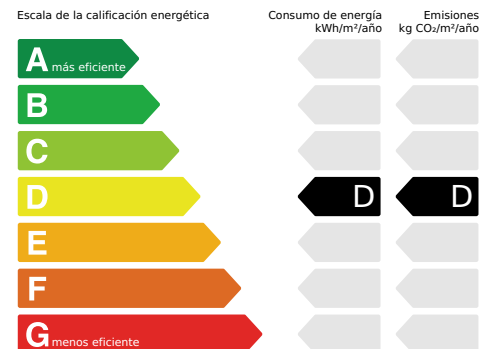 Escala de la calificación energética
Consumo de energía
kWh/m²/año
Emisiones
kg CO₂/m²/año
A más eficiente
B
C
D D D
E
F
G menos eficiente